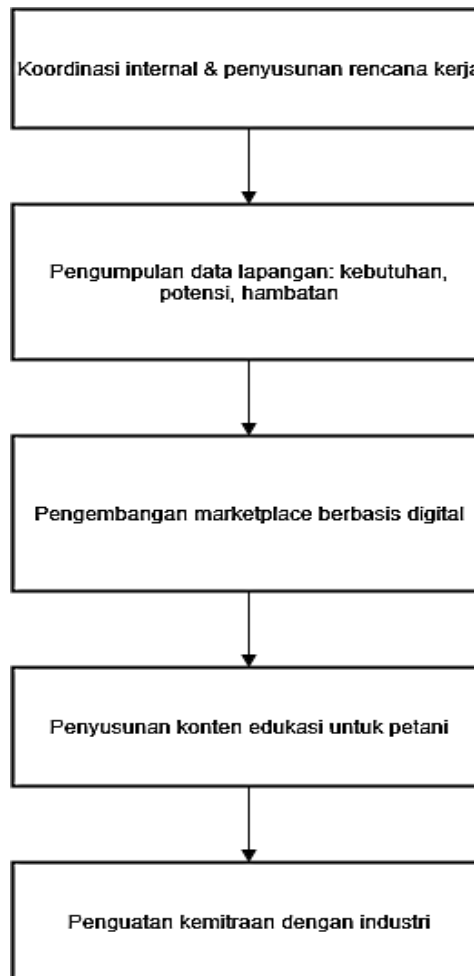 Koordinasi internal & penyusunan rencana kerja
Pengumpulan data lapangan: kebutuhan,
potensi, hambatan
Pengembangan marketplace berbasis digital
Penyusunan konten edukasi untuk petani
Penguatan kemitraan dengan industri